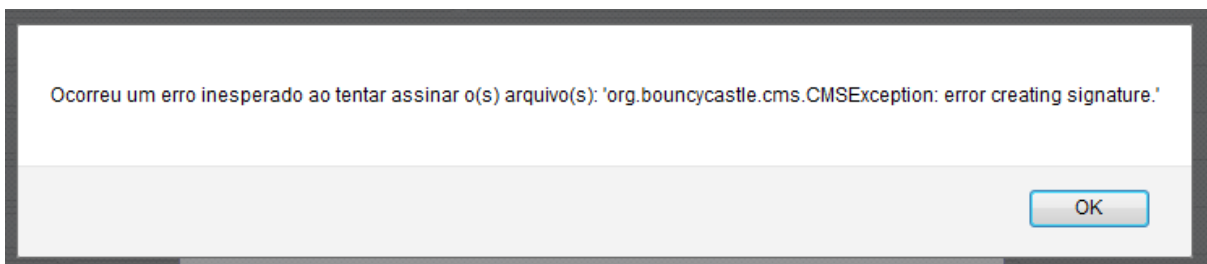 Ocorreu um erro inesperado ao tentar assinar o(s) arquivo(s): 'org.bouncycastle.cms.CMSException: error creating signature.'
OK